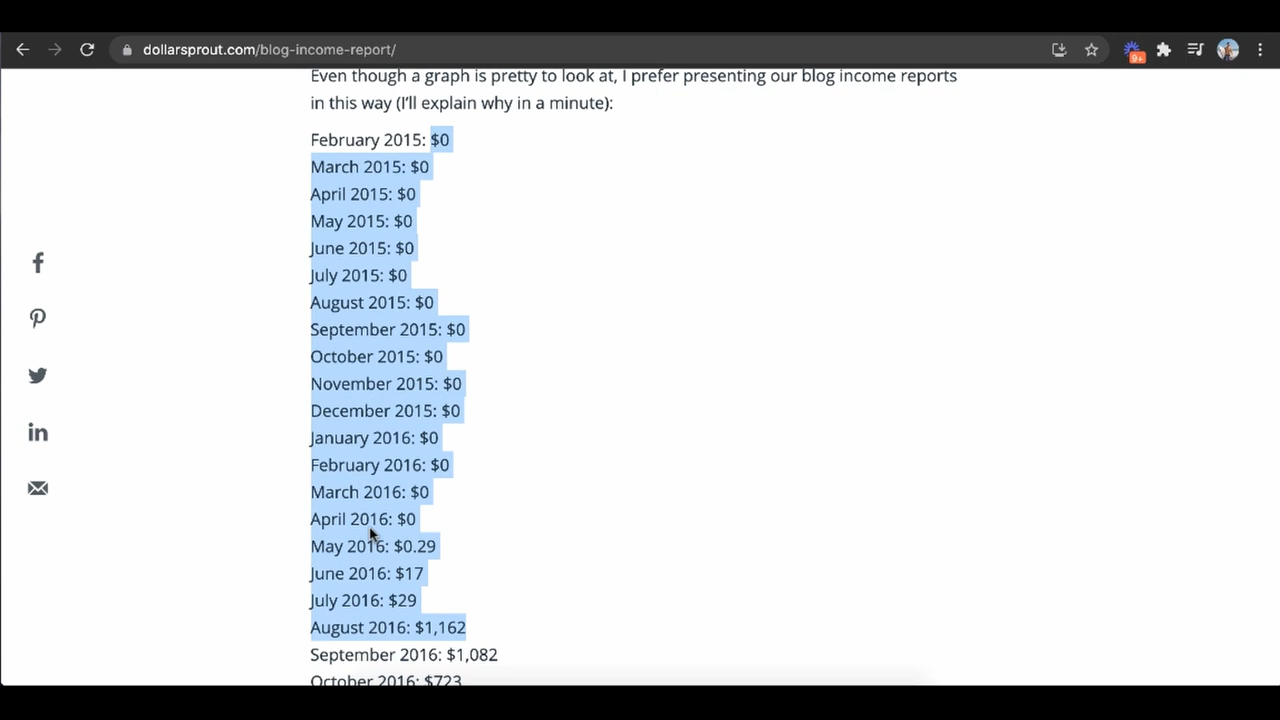 dollarsprout.com/blog-income-report/
9+
Even though a graph is pretty to look at, I prefer presenting our blog income reports
in this way (I'll explain why in a minute):
February 2015: $0
March 2015: $0
April 2015: $0
May 2015: $0
June 2015: $0
July 2015: $0
August 2015: $0
September 2015: $0
October 2015: $0
November 2015: $0
December 2015: $0
January 2016: $0
February 2016: $0
March 2016: $0
April 2016: $0
May 2016: $0.29
June 2016: $17
July 2016: $29
August 2016: $1,162
September 2016: $1,082
October 2016: $723